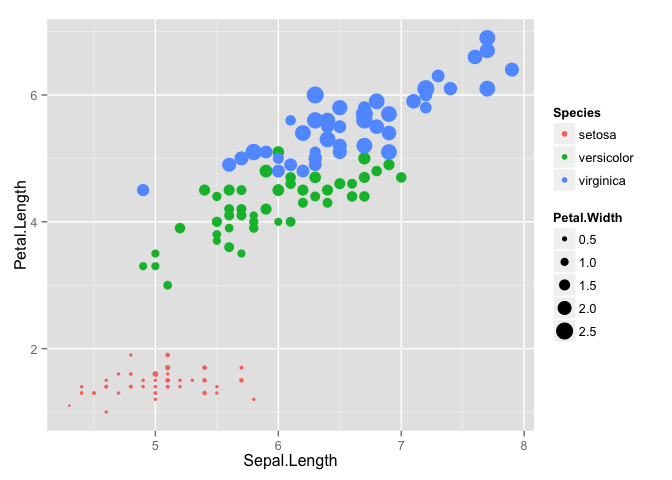 Petal.Length
6
4
2
5
6
7
8
Sepal.Length
Species
setosa
versicolor
virginica
Petal.Width
0.5
1.0
1.5
2.0
2.5